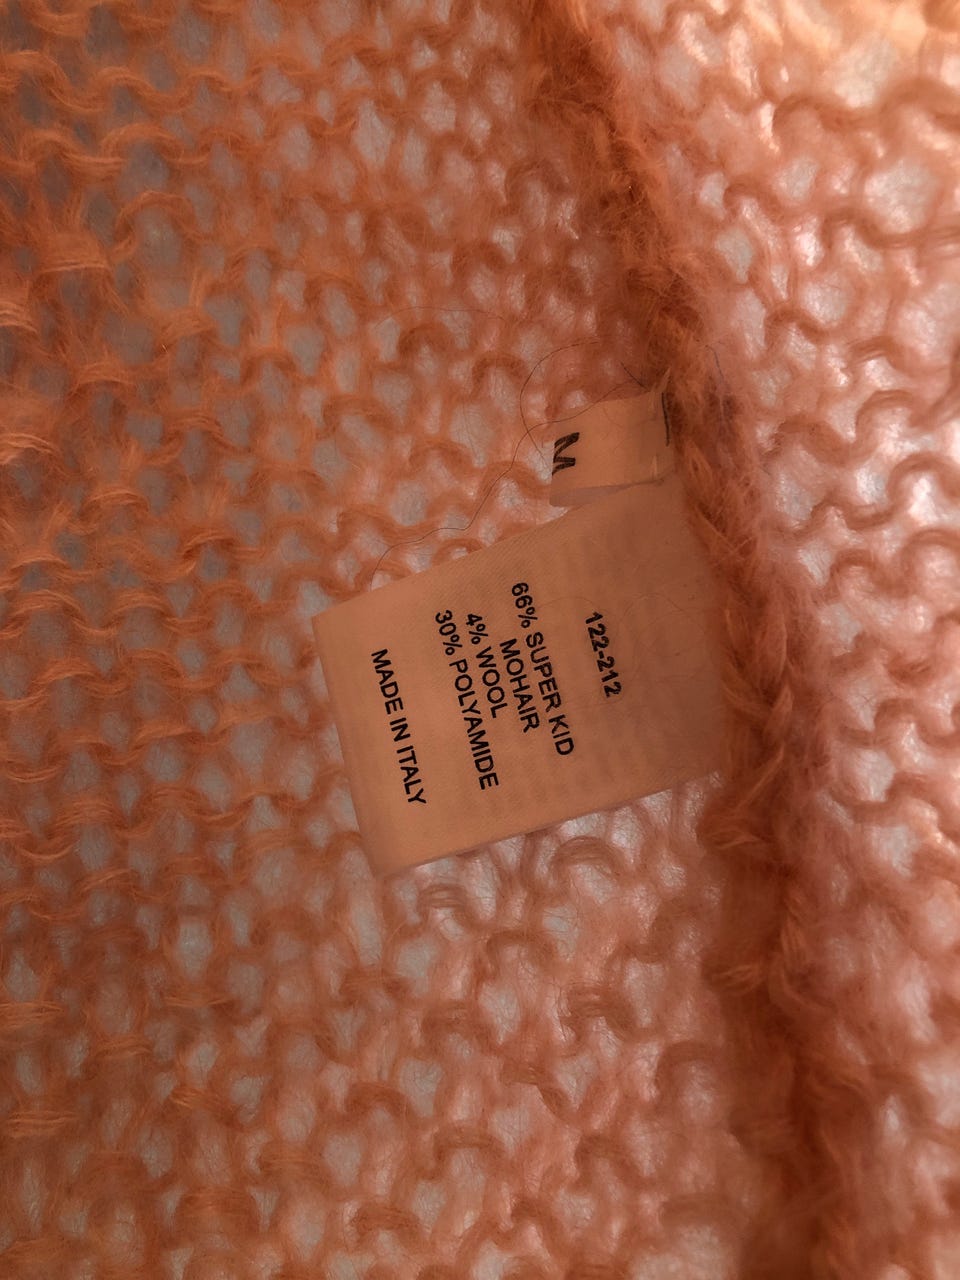 M
122-212
66% SUPER KID
MOHAIR
4% WOOL
30% POLYAMIDE
MADE IN ITALY